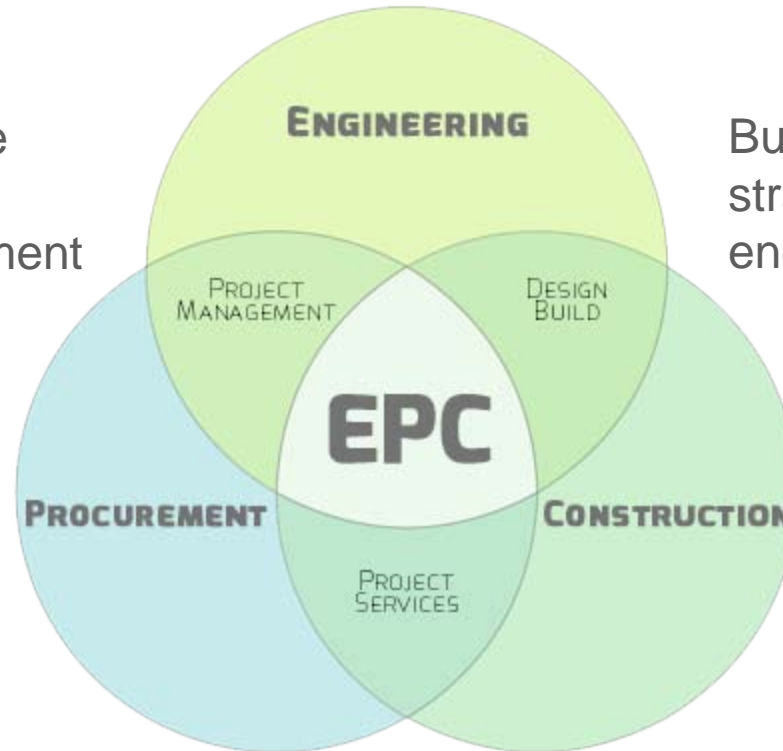 ENGINEERING
PROJECT
MANAGEMENT
DESIGN
BUILD
EPC
PROCUREMENT
CONSTRUCTION
PROJECT
SERVICES